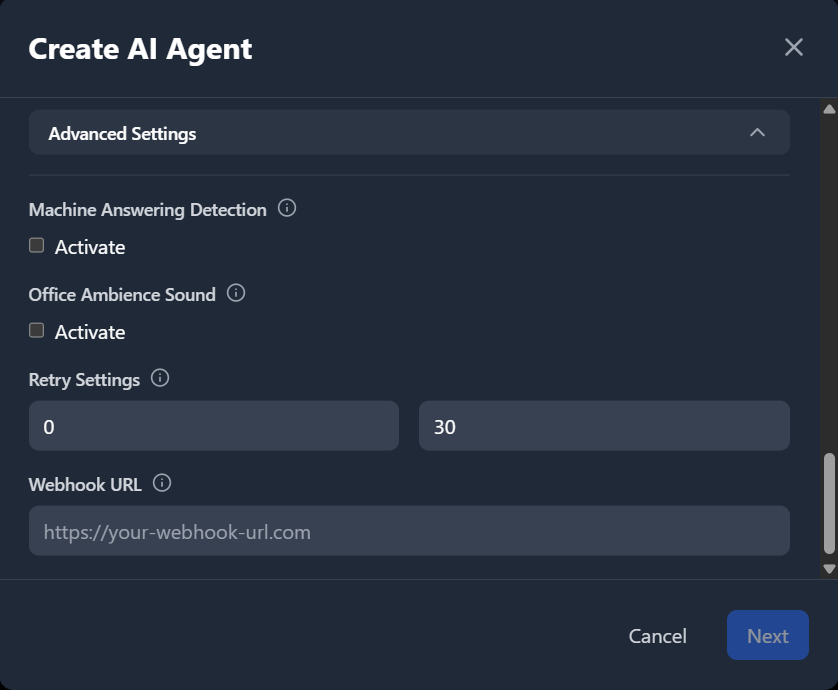 Create AI Agent
Advanced Settings
Machine Answering Detection
Activate
Office Ambience Sound
Activate
Retry Settings
0 30
Webhook URL
https://your-webhook-url.com
Cancel Next